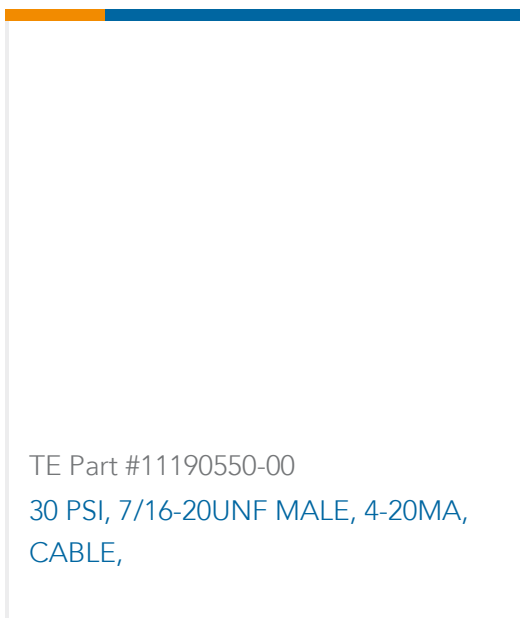 TE Part #11190550-00
30 PSI, 7/16-20UNF MALE, 4-20MA,
CABLE,